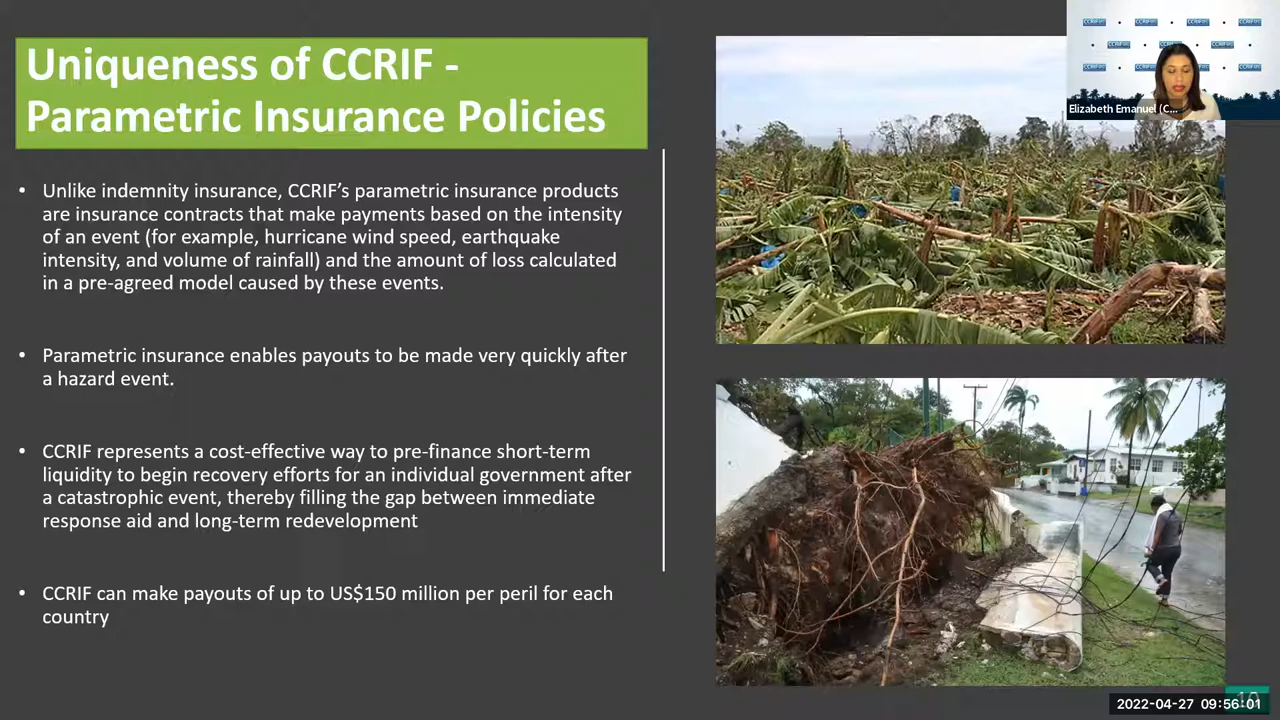 Uniqueness of CCRIF -
Parametric Insurance Policies
• Unlike indemnity insurance, CCRIF’s parametric insurance products
are insurance contracts that make payments based on the intensity
of an event (for example, hurricane wind speed, earthquake
intensity, and volume of rainfall) and the amount of loss calculated
in a pre-agreed model caused by these events.
• Parametric insurance enables payouts to be made very quickly after
a hazard event.
• CCRIF represents a cost-effective way to pre-finance short-term
liquidity to begin recovery efforts for an individual government after
a catastrophic event, thereby filling the gap between immediate
response aid and long-term redevelopment
• CCRIF can make payouts of up to US$150 million per peril for each
country
Elizabeth Emanuel (C...
2022-04-27 09:56:01